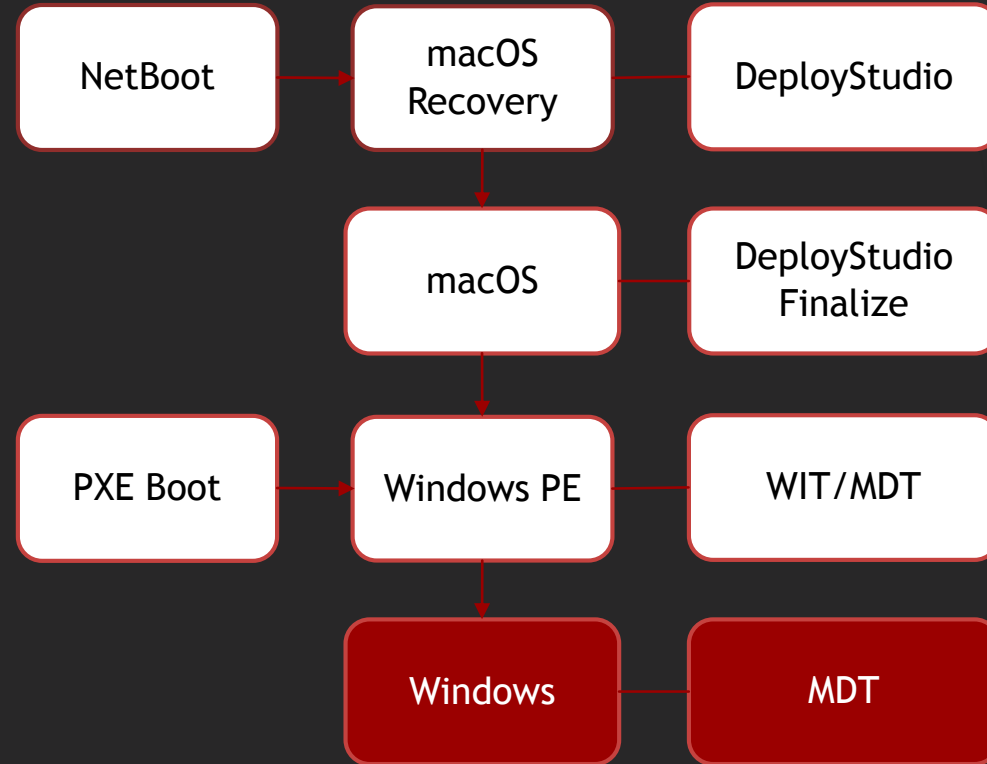 NetBoot
macOS
Recovery
DeployStudio
macOS
DeployStudio
Finalize
PXE Boot
Windows PE
WIT/MDT
Windows
MDT